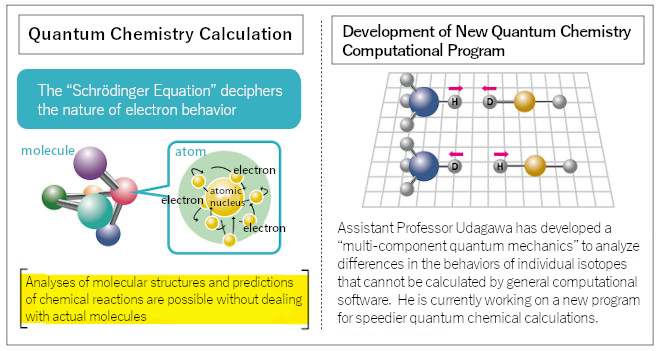 Quantum Chemistry Calculation
The “Schrödinger Equation” deciphers
the nature of electron behavior
molecule
atom
electron
atomic
nucleus
electron
electron
Analyses of molecular structures and predictions
of chemical reactions are possible without dealing
with actual molecules
Development of New Quantum Chemistry
Computational Program
H
D
D
H
Assistant Professor Udagawa has developed a
“multi-component quantum mechanics” to analyze
differences in the behaviors of individual isotopes
that cannot be calculated by general computational
software. He is currently working on a new program
for speedier quantum chemical calculations.